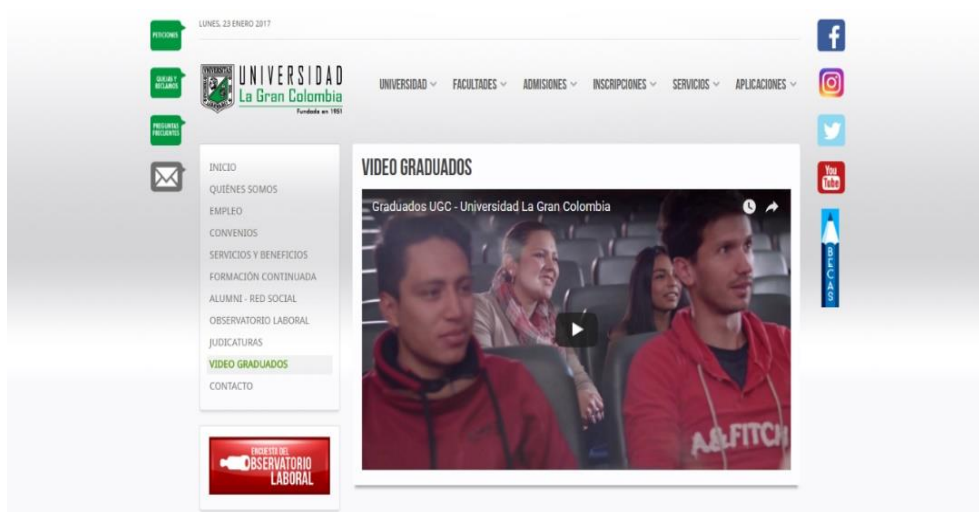 LUNES, 23 ENERO 2017
PETICIONES
QUEJAS Y
RECLAMOS
PREGUNTAS
FRECUENTES
UNIVERSITAS
UNIVERSIDAD
La Gran Colombia
Fundada en 1951
UNIVERSIDAD
FACULTADES
ADMISIONES
INSCRIPCIONES
SERVICIOS
APLICACIONES
INICIO
QUIÉNES SOMOS
EMPLEO
CONVENIOS
SERVICIOS Y BENEFICIOS
FORMACIÓN CONTINUADA
ALUMNI - RED SOCIAL
OBSERVATORIO LABORAL
JUDICATURAS
VIDEO GRADUADOS
CONTACTO
ENCUESTA DEL
OBSERVATORIO
LABORAL
VIDEO GRADUADOS
Graduados UGC - Universidad La Gran Colombia
A&FITCH
You
Tube
BECAS